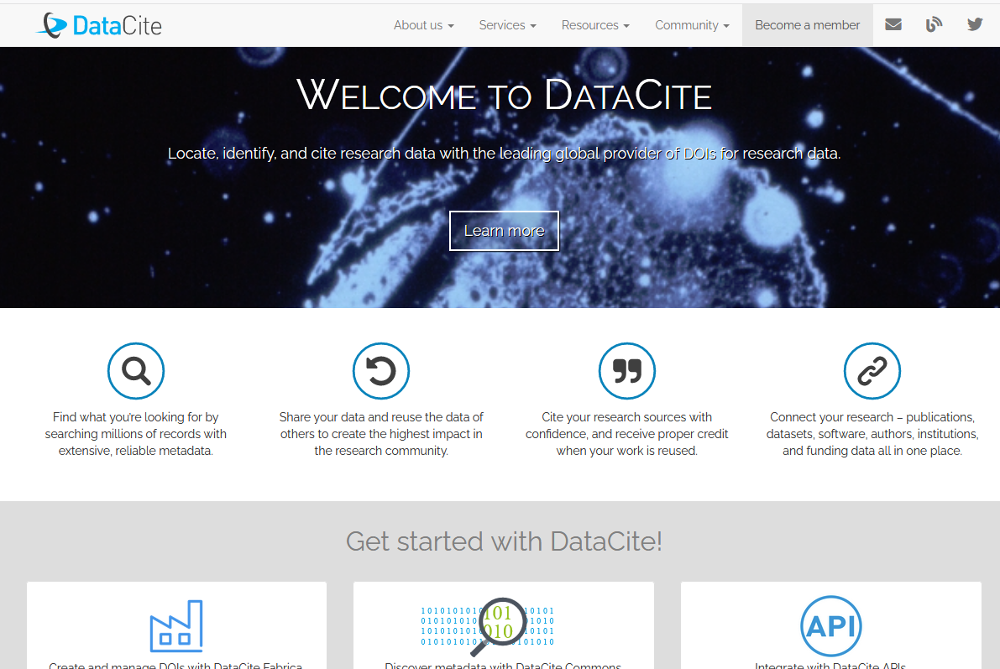 DataCite
About us
Services
Resources
Community
Become a member
Welcome to DataCite
Locate, identify, and cite research data with the leading global provider of DOIs for research data.
Learn more
Find what you're looking for by
searching millions of records with
extensive, reliable metadata.
Share your data and reuse the data of
others to create the highest impact in
the research community.
Cite your research sources with
confidence, and receive proper credit
when your work is reused.
Connect your research – publications,
datasets, software, authors, institutions,
and funding data all in one place.
Get started with DataCite!
101
010
API
Create and manage DOIs with DataCite Fabrica
Discover metadata with DataCite Commons
Integrate with DataCite APIs